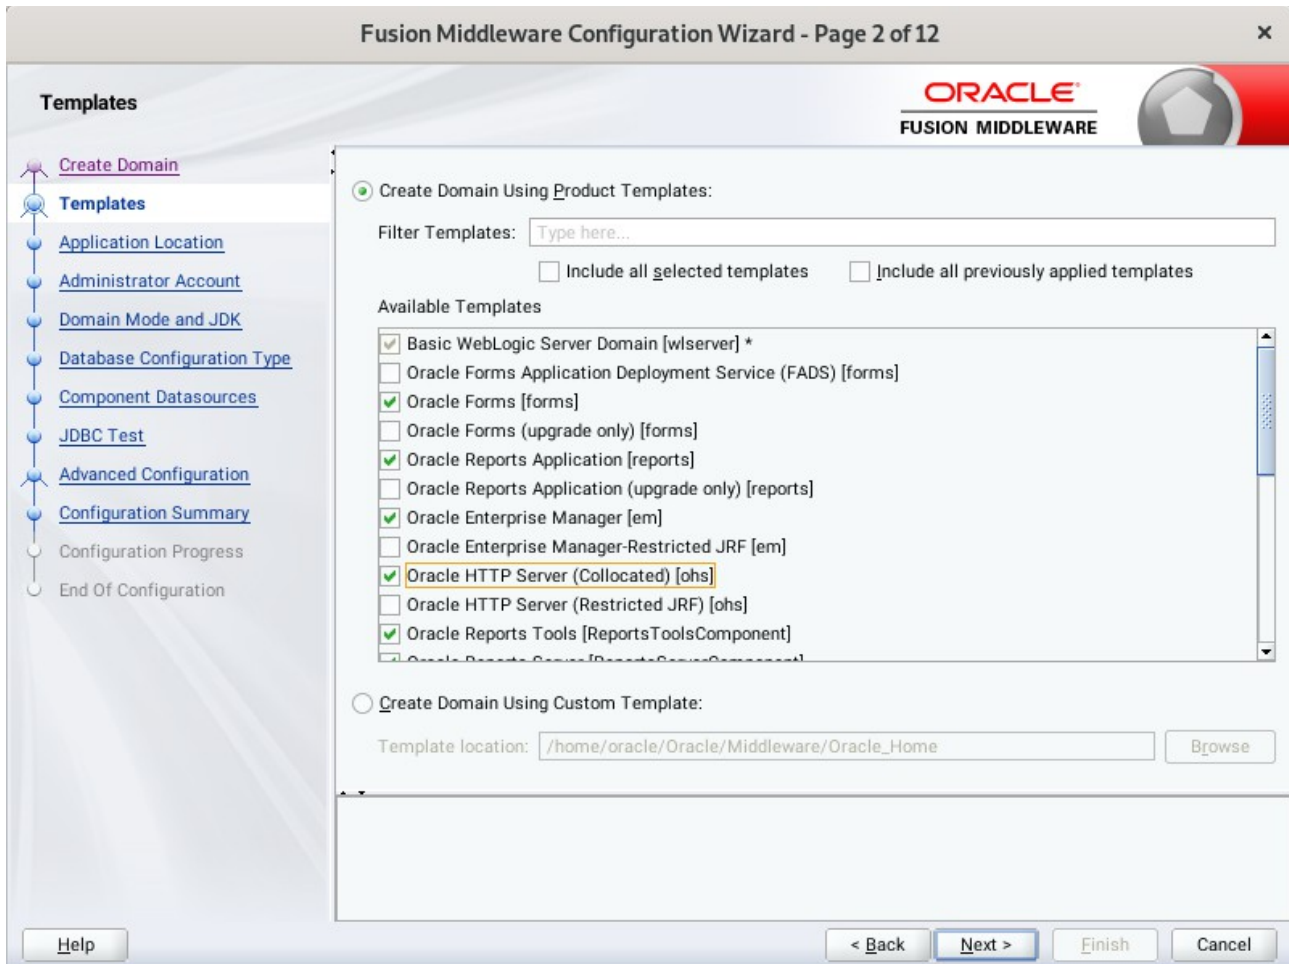 Fusion Middleware Configuration Wizard - Page 2 of 12
Templates
ORACLE
FUSION MIDDLEWARE
Create Domain
Templates
Application Location
Administrator Account
Domain Mode and JDK
Database Configuration Type
Component Datasources
JDBC Test
Advanced Configuration
Configuration Summary
Configuration Progress
End Of Configuration
Create Domain Using Product Templates:
Filter Templates: Type here...
Include all selected templates Include all previously applied templates
Available Templates
Basic WebLogic Server Domain [wlserver] *
Oracle Forms Application Deployment Service (FADS) [forms]
Oracle Forms [forms]
Oracle Forms (upgrade only) [forms]
Oracle Reports Application [reports]
Oracle Reports Application (upgrade only) [reports]
Oracle Enterprise Manager [em]
Oracle Enterprise Manager-Restricted JRF [em]
Oracle HTTP Server (Collocated) [ohs]
Oracle HTTP Server (Restricted JRF) [ohs]
Oracle Reports Tools [ReportsToolsComponent]
Oracle Reports Server [ReportsServerComponent]
Create Domain Using Custom Template:
Template location: /home/oracle/Oracle/Middleware/Oracle_Home Browse
Help < Back Next > Finish Cancel